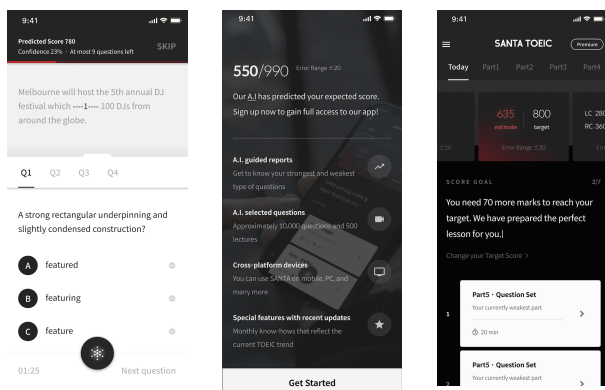 9:41
Predicted Score 780
Confidence 23% · At most 9 questions left
SKIP
Melbourne will host the 5th annual DJ
festival which ----1---- 100 DJs from
around the globe.
Q1 Q2 Q3 Q4
A strong rectangular underpinning and
slightly condensed construction?
A featured
B featuring
C feature
01:25 Next question
9:41
550/990 Error Range ±20
Our A.I has predicted your expected score.
Sign up now to gain full access to our app!
A.I. guided reports
Get to know your strongest and weakest
type of questions
A.I. selected questions
Approximately 10,000 questions and 500
lectures
Cross-platform devices
You can use SANTA on mobile, PC, and
many more
Special features with recent updates
Monthly know-hows that reflect the
current TOEIC trend
Get Started
9:41
SANTA TOEIC
Premium
Today Part1 Part2 Part3 Part4
±20
635 800
estimate target
Error Range ±20
LC 280
RC 360
SCORE GOAL 2/7
You need 70 more marks to reach your
target. We have prepared the perfect
lesson for you.
Change your Target Score >
1
Part5 · Question Set
Your currently weakest part
20 min
2
Part5 · Question Set
Your currently weakest part